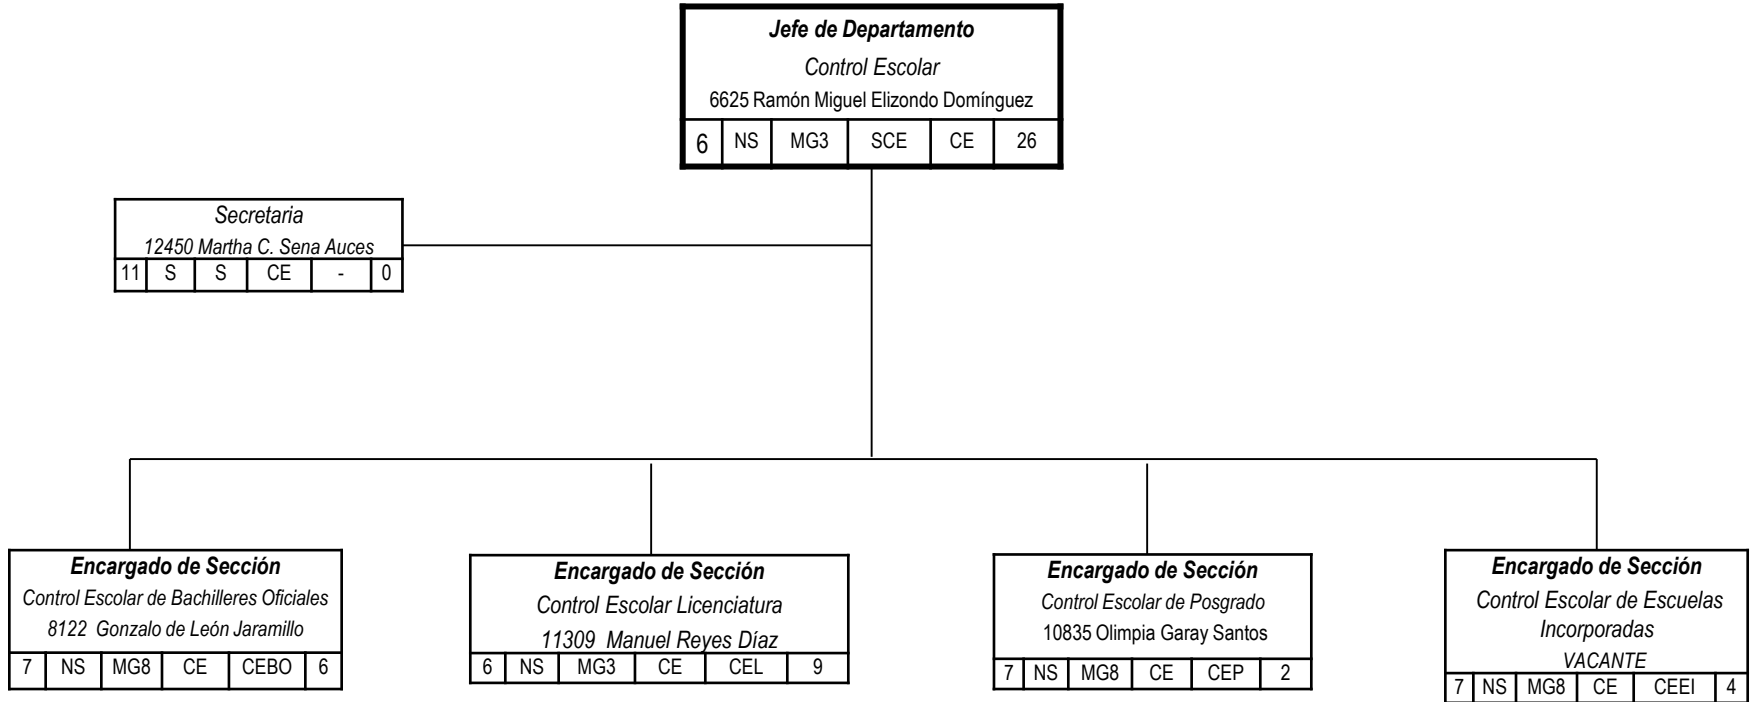 Jefe de Departamento
Control Escolar
6625 Ramón Miguel Elizondo Domínguez
6 NS MG3 SCE CE 26
Secretaria
12450 Martha C. Sena Auces
11 S S CE - 0
Encargado de Sección
Control Escolar de Bachilleres Oficiales
8122 Gonzalo de León Jaramillo
7 NS MG8 CE CEBO 6
Encargado de Sección
Control Escolar Licenciatura
11309 Manuel Reyes Díaz
6 NS MG3 CE CEL 9
Encargado de Sección
Control Escolar de Posgrado
10835 Olimpia Garay Santos
7 NS MG8 CE CEP 2
Encargado de Sección
Control Escolar de Escuelas
Incorporadas
VACANTE
7 NS MG8 CE CEEI 4